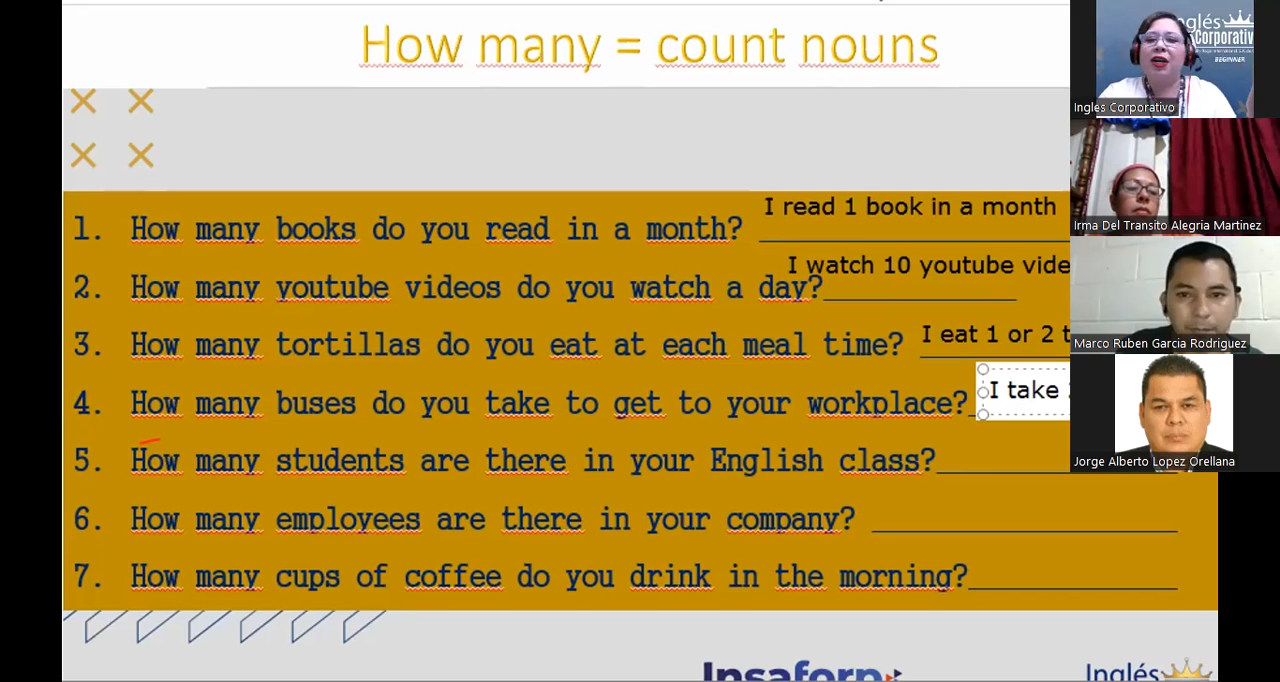 How many = count nouns
1. How many books do you read in a month? I read 1 book in a month
2. How many youtube videos do you watch a day? I watch 10 youtube vide
3. How many tortillas do you eat at each meal time? I eat 1 or 2 t
4. How many buses do you take to get to your workplace? I take
5. How many students are there in your English class?
6. How many employees are there in your company?
7. How many cups of coffee do you drink in the morning?
Insaforp
Inglés
Inglés
corporativ
BEGINNER
Ingles Corporativo
Irma Del Transito Alegria Martinez
Marco Ruben Garcia Rodriguez
Jorge Alberto Lopez Orellana